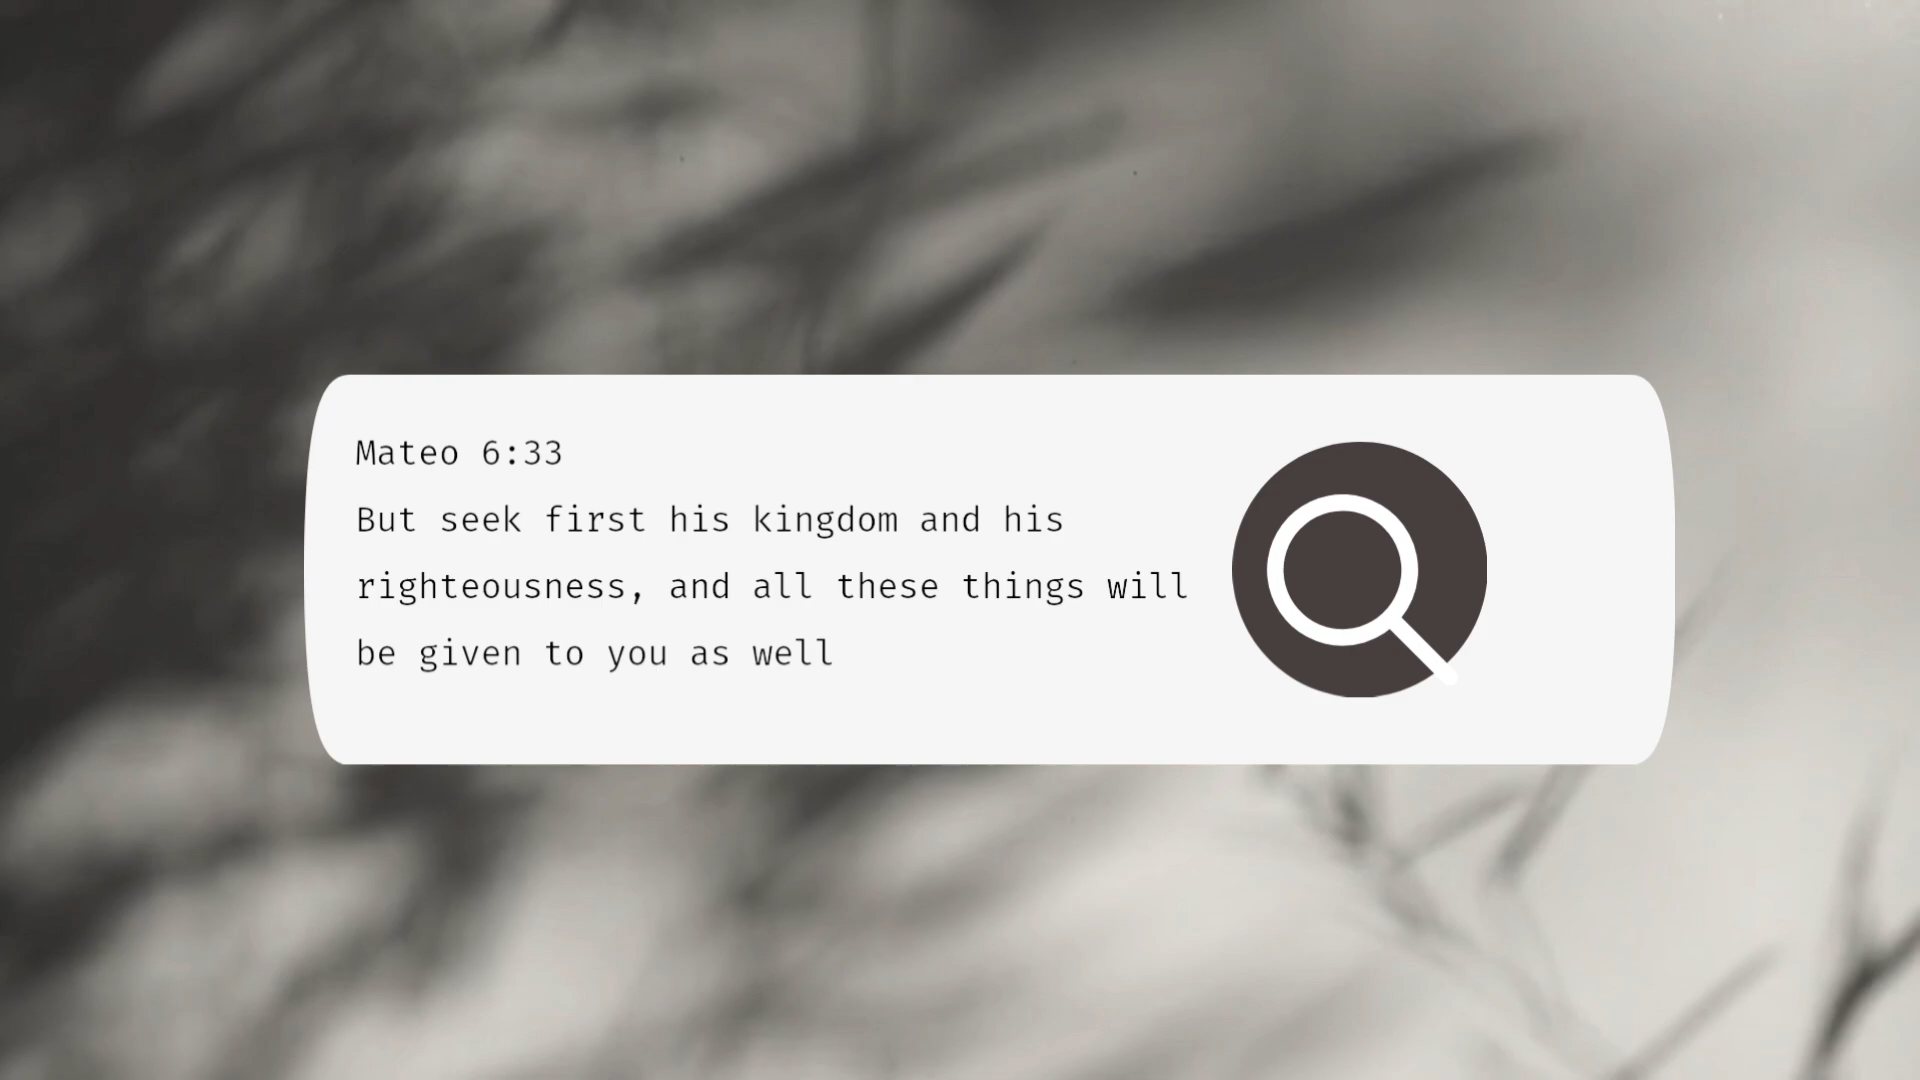 Mateo 6:33
But seek first his kingdom and his
righteousness, and all these things will
be given to you as well